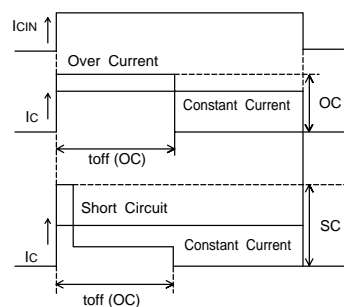 ICIN
Over Current
IC
Constant Current
OC
toff (OC)
Short Circuit
SC
Constant Current
IC
toff (OC)